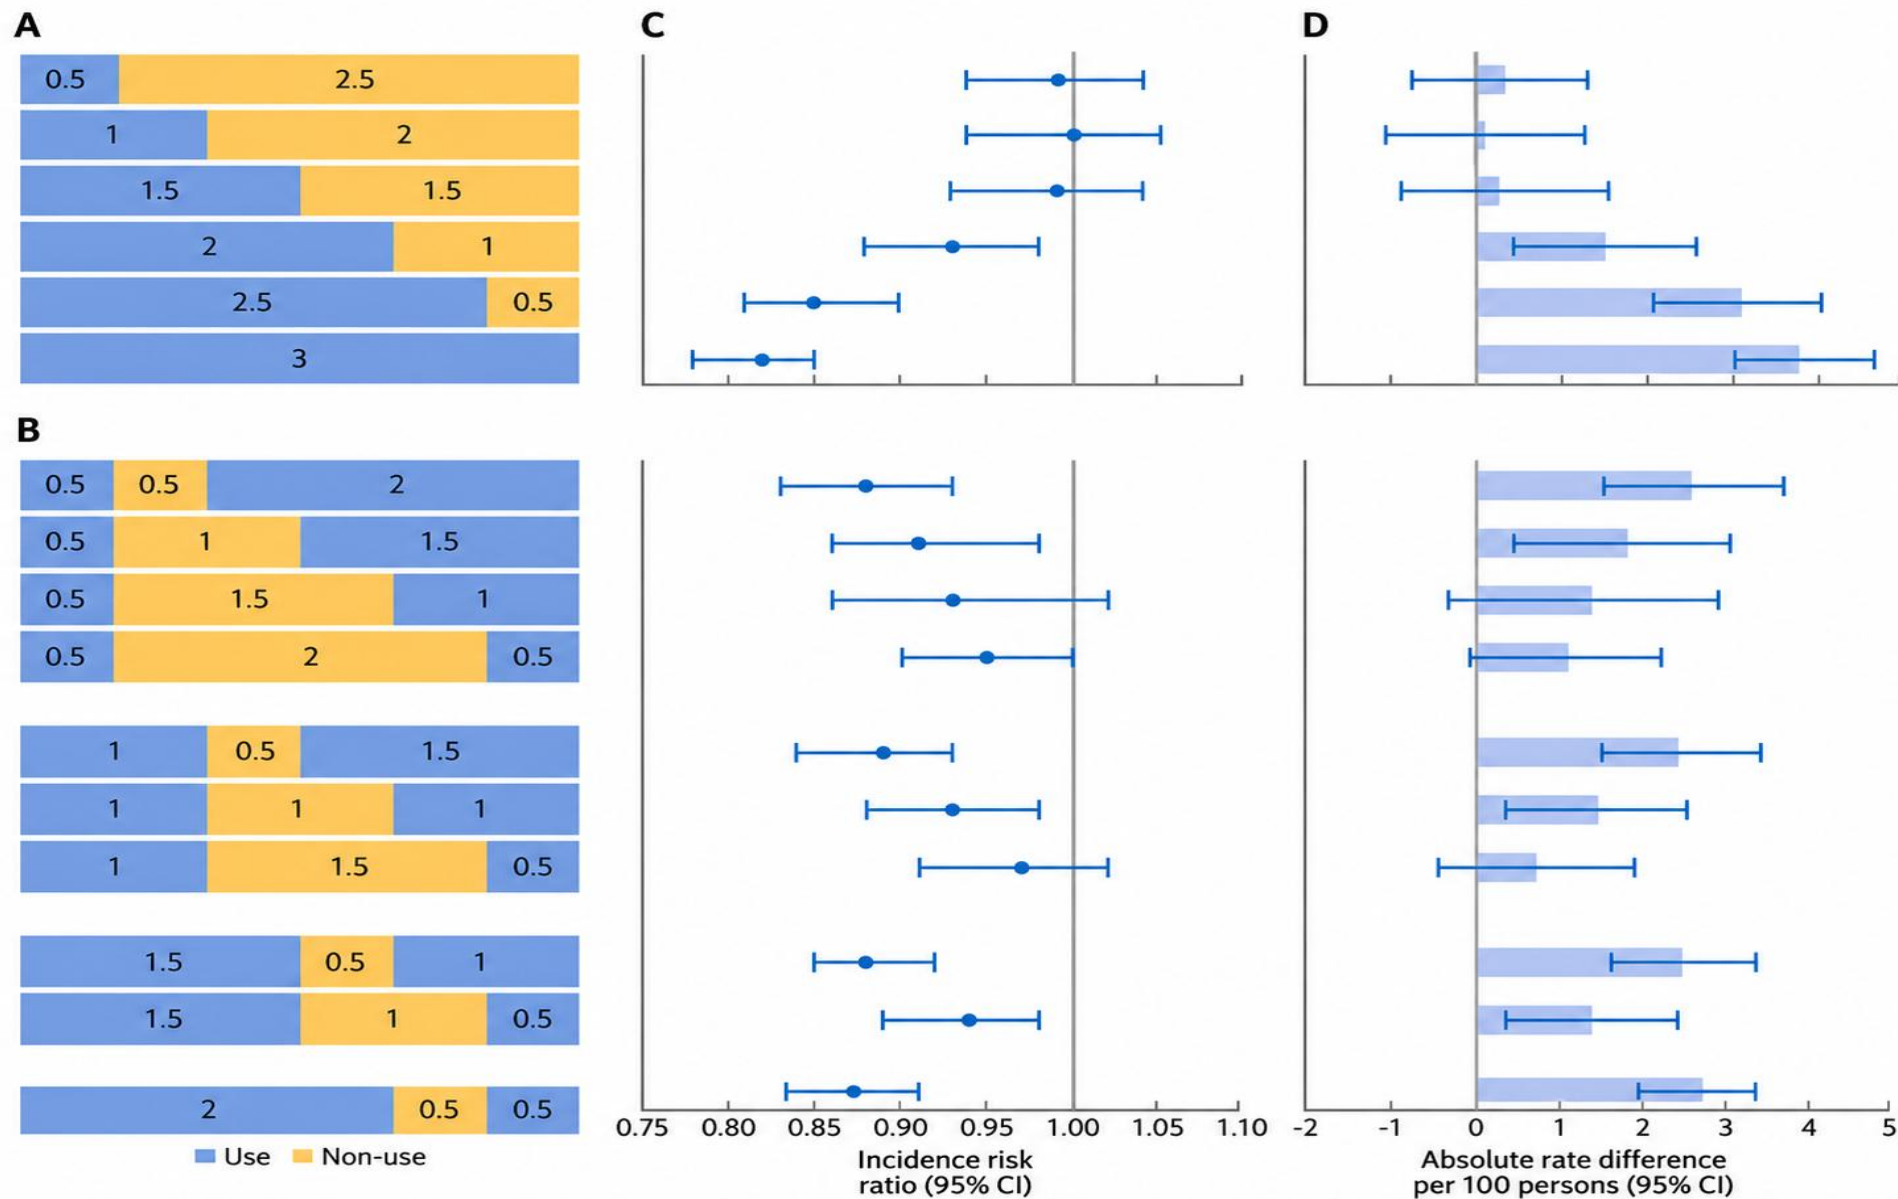 A
C
D
0.5 2.5
1 2
1.5 1.5
2 1
2.5 0.5
3
B
0.5 0.5 2
0.5 1 1.5
0.5 1.5 1
0.5 2 0.5
1 0.5 1.5
1 1 1
1 1.5 0.5
1.5 0.5 1
1.5 1 0.5
2 0.5 0.5
Use Non-use
0.75 0.80 0.85 0.90 0.95 1.00 1.05 1.10
Incidence risk
ratio (95% CI)
-2 -1 0 1 2 3 4 5
Absolute rate difference
per 100 persons (95% CI)